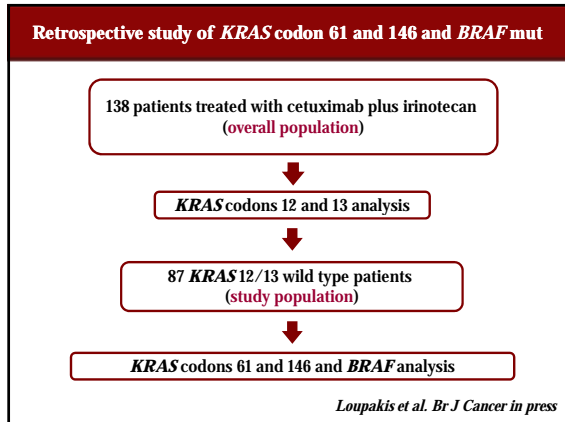 Retrospective study of KRAS codon 61 and 146 and BRAF mut
138 patients treated with cetuximab plus irinotecan
(overall population)
KRAS codons 12 and 13 analysis
87 KRAS 12/13 wild type patients
(study population)
KRAS codons 61 and 146 and BRAF analysis
Loupakis et al. Br J Cancer in press